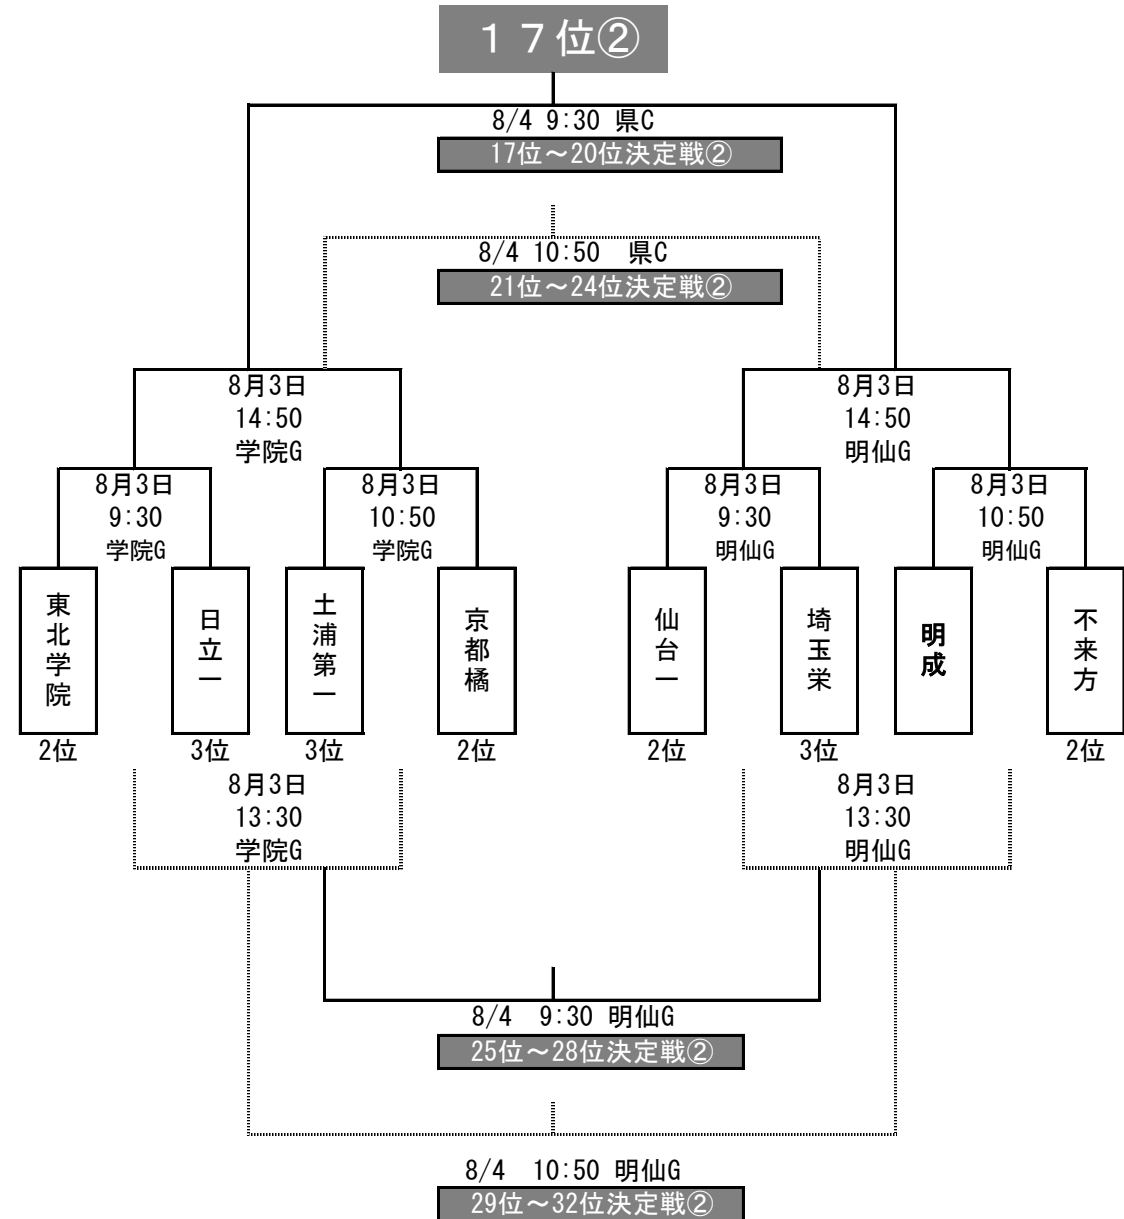 １７位②
8/4 9:30 県C
17位～20位決定戦②
8/4 10:50 県C
21位～24位決定戦②
8月3日
14:50
学院G
8月3日
14:50
明仙G
8月3日
9:30
学院G
8月3日
10:50
学院G
8月3日
9:30
明仙G
8月3日
10:50
明仙G
東北学院
日立一
土浦第一
京都橘
仙台一
埼玉栄
明成
不来方
2位
3位
3位
2位
2位
3位
2位
8月3日
13:30
学院G
8月3日
13:30
明仙G
8/4 9:30 明仙G
25位～28位決定戦②
8/4 10:50 明仙G
29位～32位決定戦②